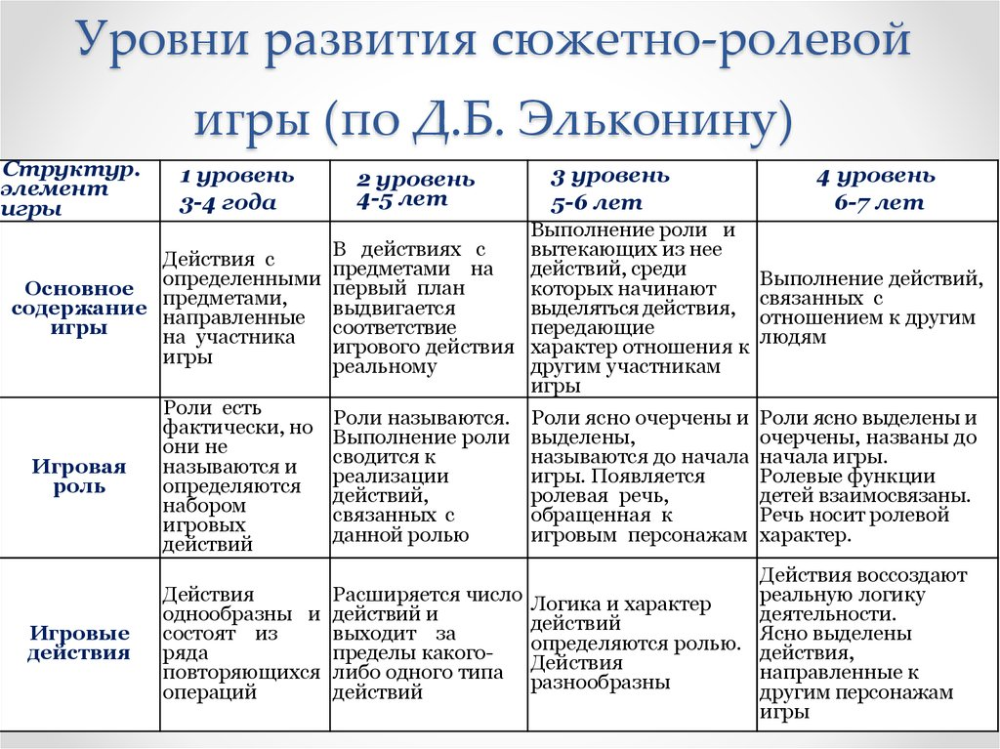 Уровни развития сюжетно-ролевой
игры (по Д.Б. Эльконину)
Структур.
элемент
игры
1 уровень
3-4 года
2 уровень
4-5 лет
3 уровень
5-6 лет
4 уровень
6-7 лет
Основное
содержание
игры
Действия с
определенными
предметами,
направленные
на участника
игры
В действиях с
предметами на
первый план
выдвигается
соответствие
игрового действия
реальному
Выполнение роли и
вытекающих из нее
действий, среди
которых начинают
выделяться действия,
передающие
характер отношения к
другим участникам
игры
Выполнение действий,
связанных с
отношением к другим
людям
Игровая
роль
Роли есть
фактически, но
они не
называются и
определяются
набором
игровых
действий
Роли называются.
Выполнение роли
сводится к
реализации
действий,
связанных с
данной ролью
Роли ясно очерчены и
выделены,
называются до начала
игры. Появляется
ролевая речь,
обращенная к
игровым персонажам
Роли ясно выделены и
очерчены, названы до
начала игры.
Ролевые функции
детей взаимосвязаны.
Речь носит ролевой
характер.
Игровые
действия
Действия
однообразны и
состоят из
ряда
повторяющихся
операций
Расширяется число
действий и
выходит за
пределы какого-
либо одного типа
действий
Логика и характер
действий
определяются ролью.
Действия
разнообразны
Действия воссоздают
реальную логику
деятельности.
Ясно выделены
действия,
направленные к
другим персонажам
игры